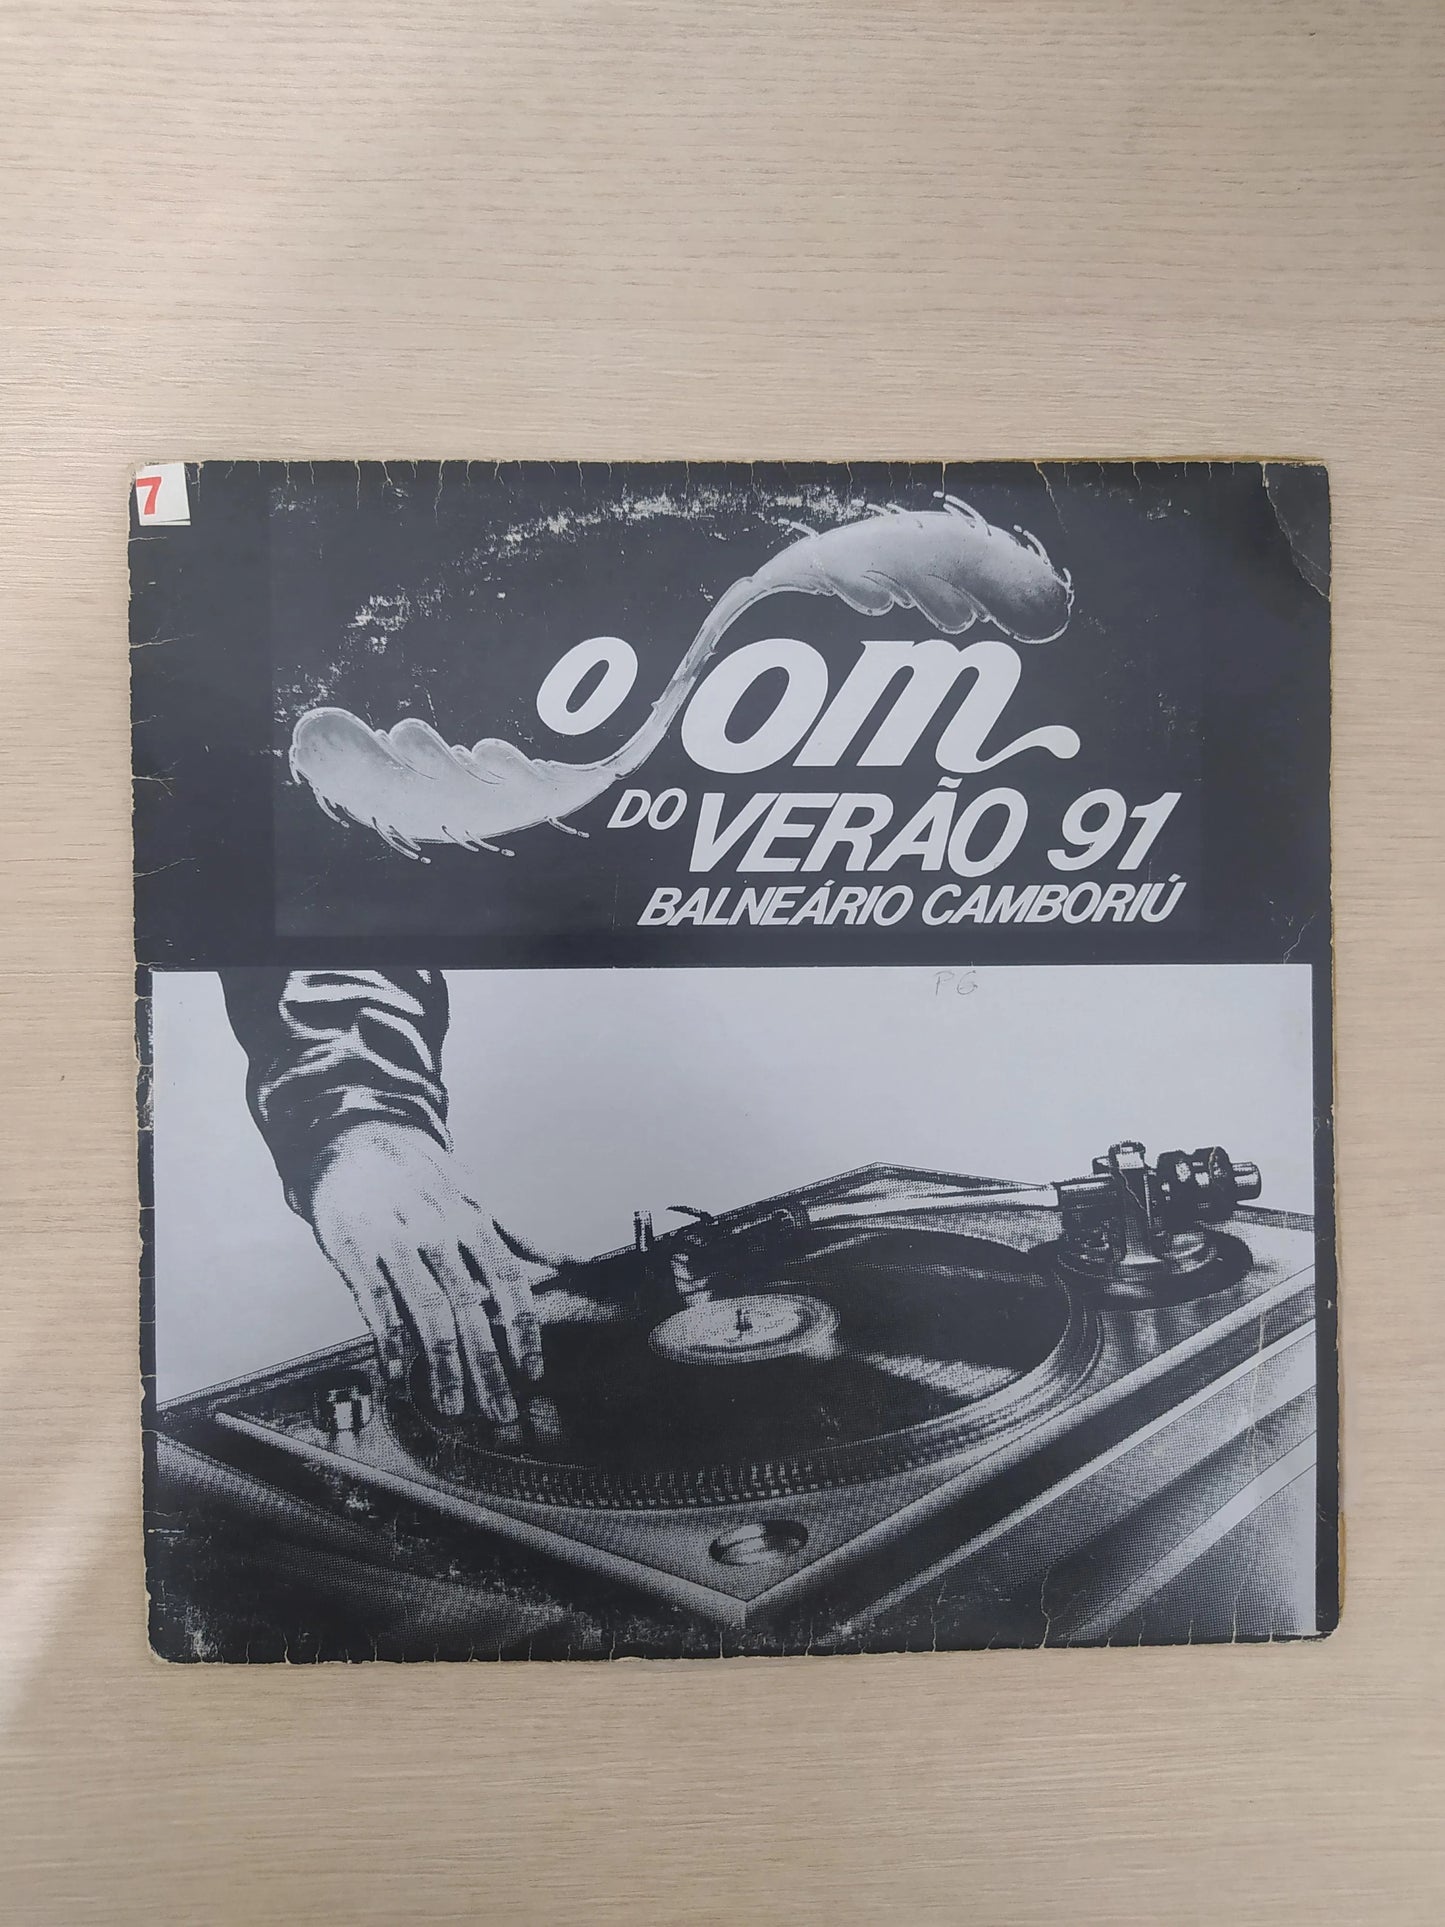 7
O Som
DO VERÃO 91
BALNEÁRIO CAMBORIÚ
PG